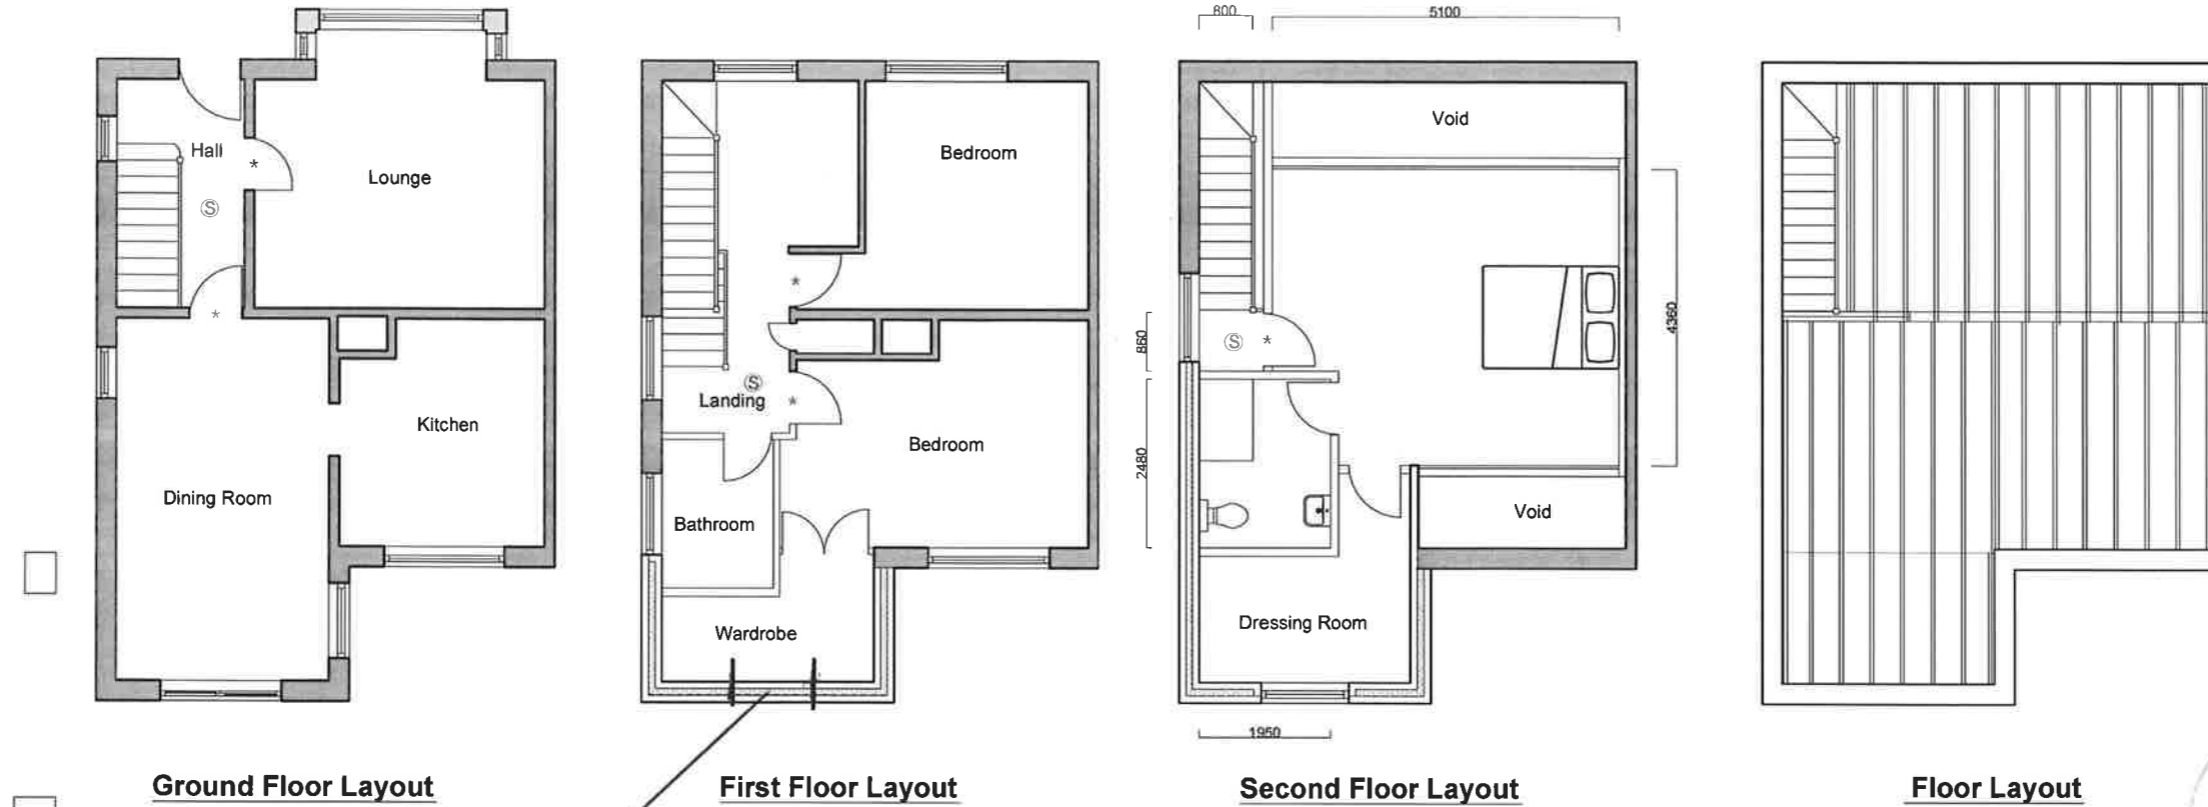 600
5100
Hall
*
Lounge
S
*
Kitchen
Dining Room
Ground Floor Layout
Bedroom
*
S
Landing
*
Bedroom
Bathroom
Wardrobe
First Floor Layout
Void
4360
860
S
*
2480
Void
Dressing Room
1950
Second Floor Layout
Floor Layout